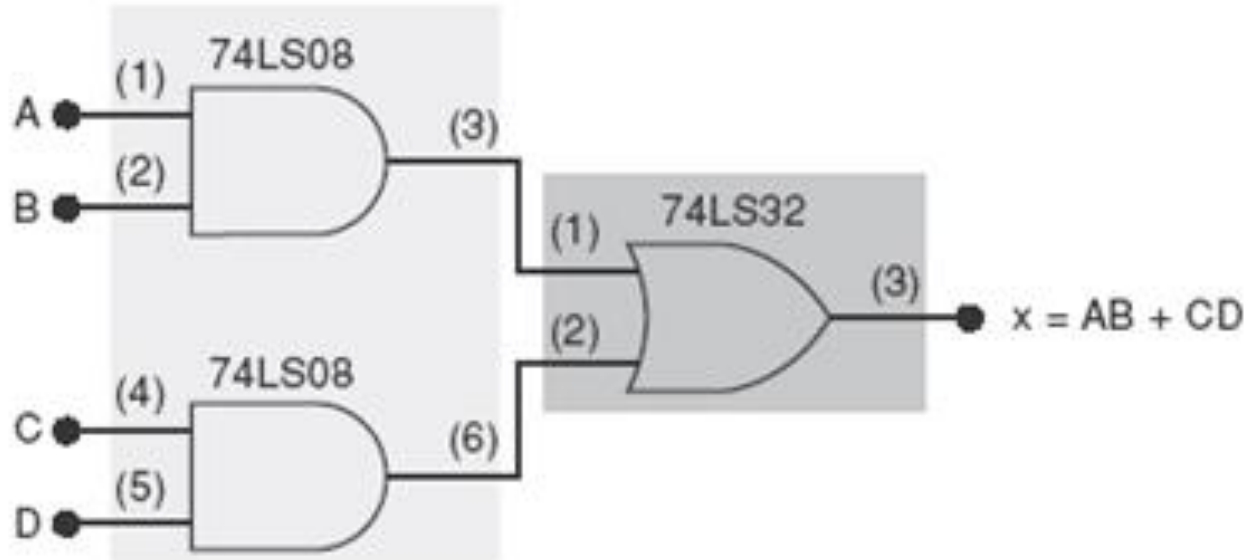 74LS08
A (1)
(3)
B (2)
74LS32
(1)
(3)
x = AB + CD
(2)
74LS08
C (4)
(6)
D (5)